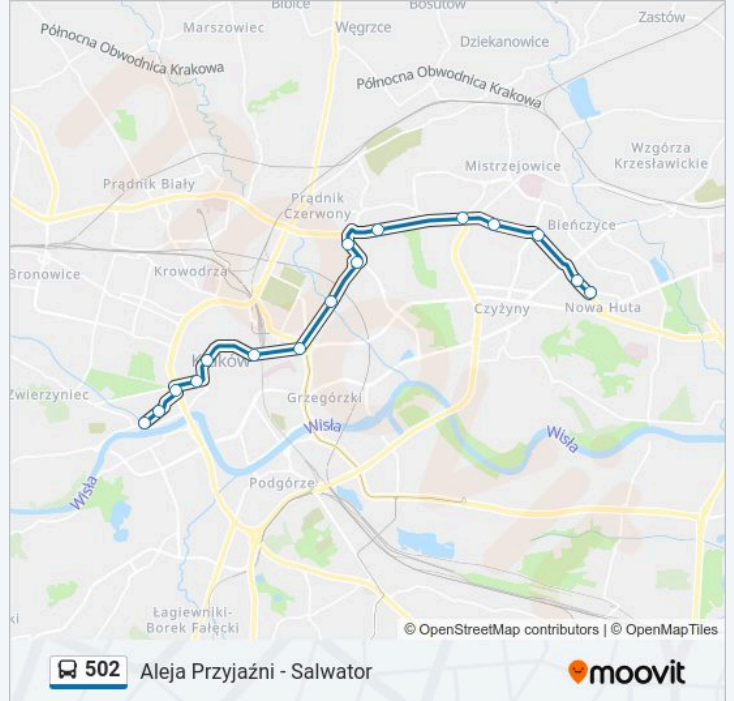 Bibice
Bosutów
Zastów
Marszowiec
Węgrzce
Dziekanowice
Północna Obwodnica Krakowa
Północna Obwodnica Krakowa
Wzgórza
Krzesławickie
Mistrzejowice
Prądnik Biały
Prądnik
Czerwony
Bieńczyce
Bronowice
Krowodrza
Czyżyny
Nowa Huta
Kraków
Zwierzyniec
Grzegórzki
Wisła
Wisła
Wisła
Podgórze
Łagiewniki-
Borek Fałęcki
ki
© OpenStreetMap contributors | © OpenMapTiles
502 Aleja Przyjaźni - Salwator
moovit